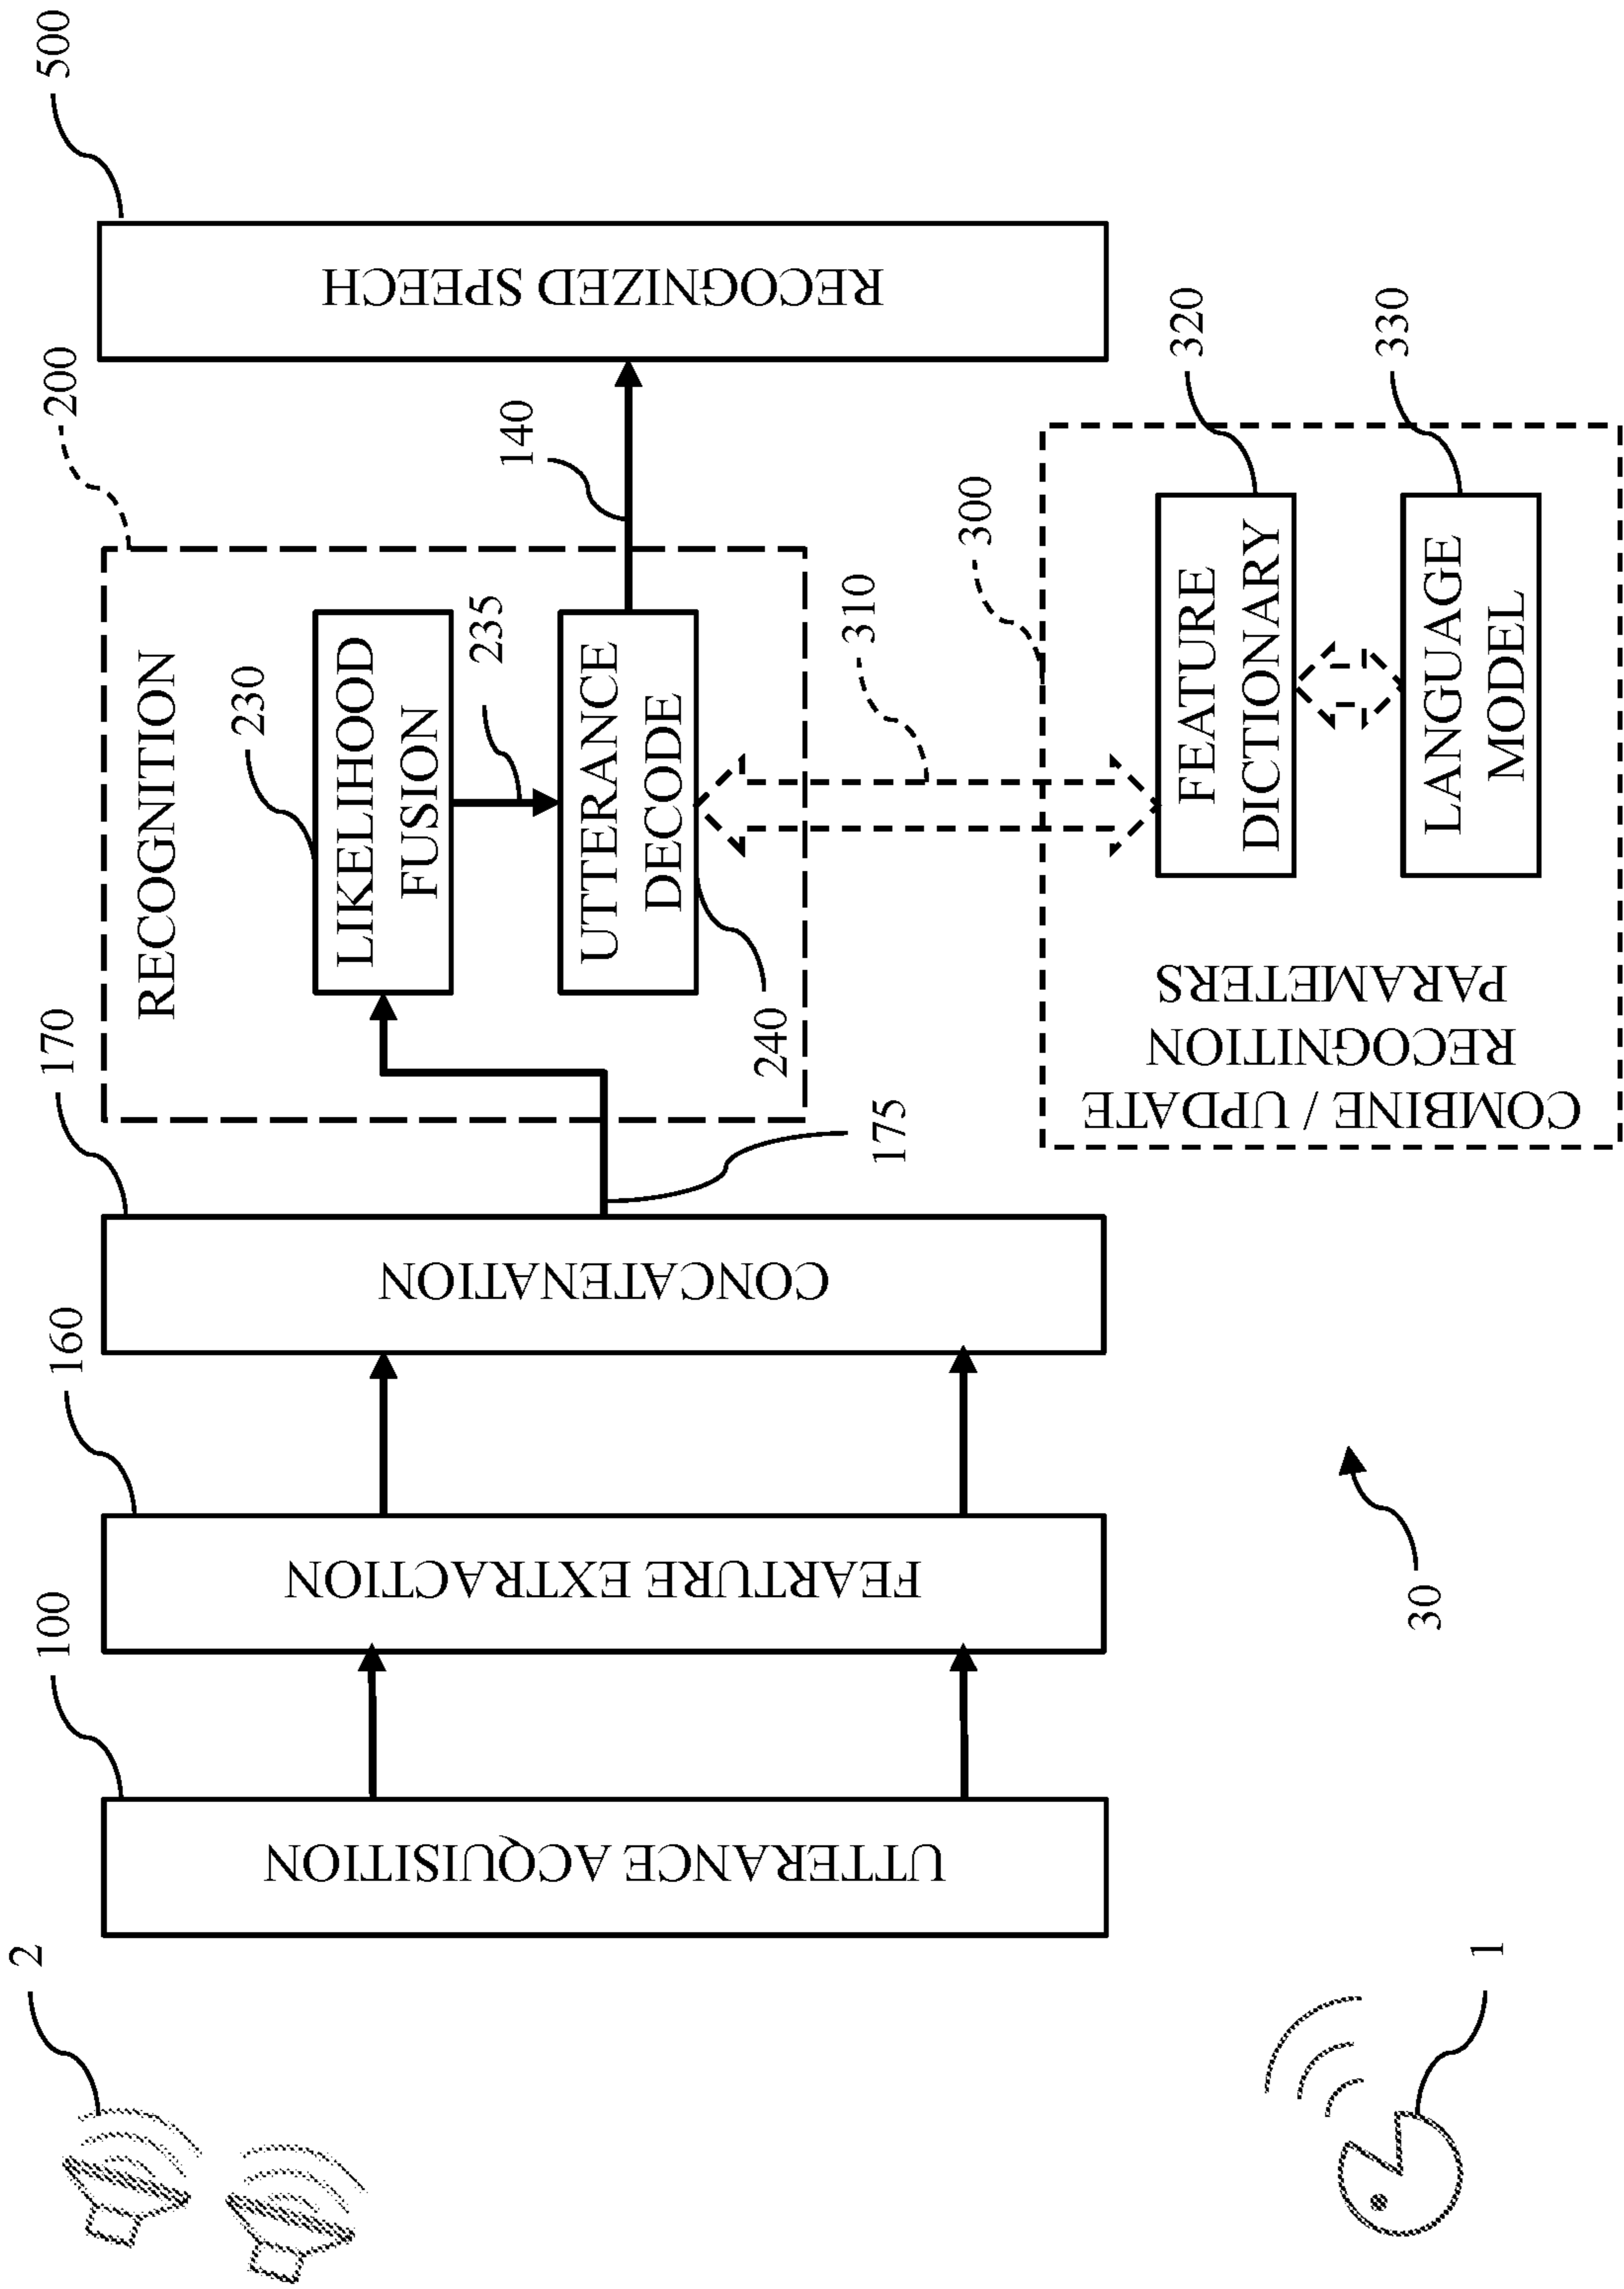 2
1
100
UTTERANCE ACQUISITION
160
FEARTURE EXTRACTION
170
CONCATENATION
175
30
200
RECOGNITION
230
LIKELIHOOD
FUSION
235
UTTERANCE
DECODE
240
140
310
300
COMBINE / UPDATE
RECOGNITION
PARAMETERS
FEATURE
DICTIONARY
320
LANGUAGE
MODEL
330
500
RECOGNIZED SPEECH